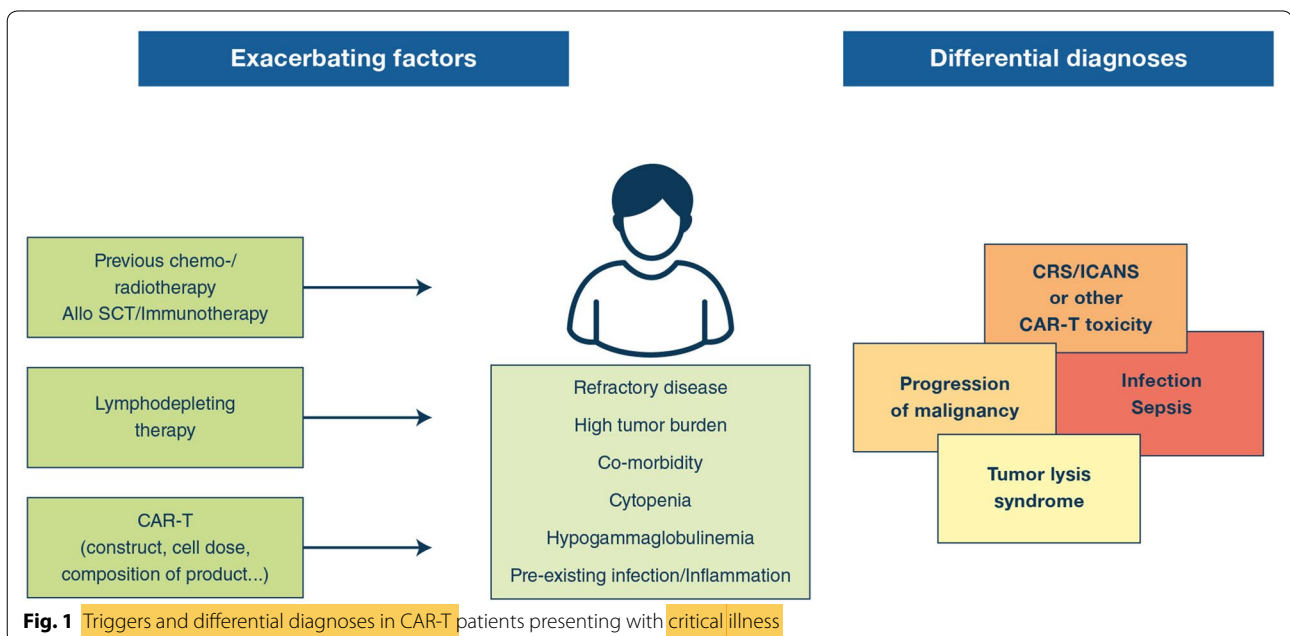 Exacerbating factors
Differential diagnoses
Previous chemo-/
radiotherapy
Allo SCT/Immunotherapy
Lymphodepleting
therapy
CAR-T
(construct, cell dose,
composition of product...)
Refractory disease
High tumor burden
Co-morbidity
Cytopenia
Hypogammaglobulinemia
Pre-existing infection/Inflammation
CRS/ICANS
or other
CAR-T toxicity
Progression
of malignancy
Infection
Sepsis
Tumor lysis
syndrome
Fig. 1 Triggers and differential diagnoses in CAR-T patients presenting with critical illness